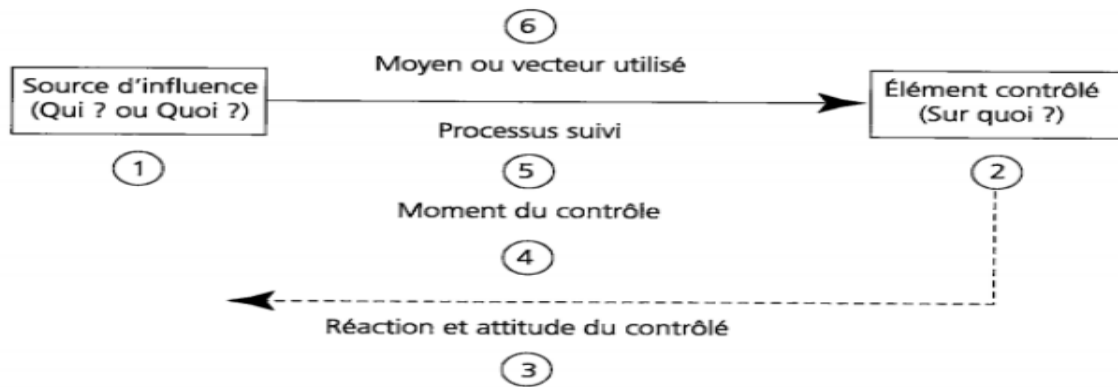 6
Moyen ou vecteur utilisé
Source d'influence
(Qui ? ou Quoi ?)
Élément contrôlé
(Sur quoi ?)
Processus suivi
1
5
2
Moment du contrôle
4
Réaction et attitude du contrôlé
3